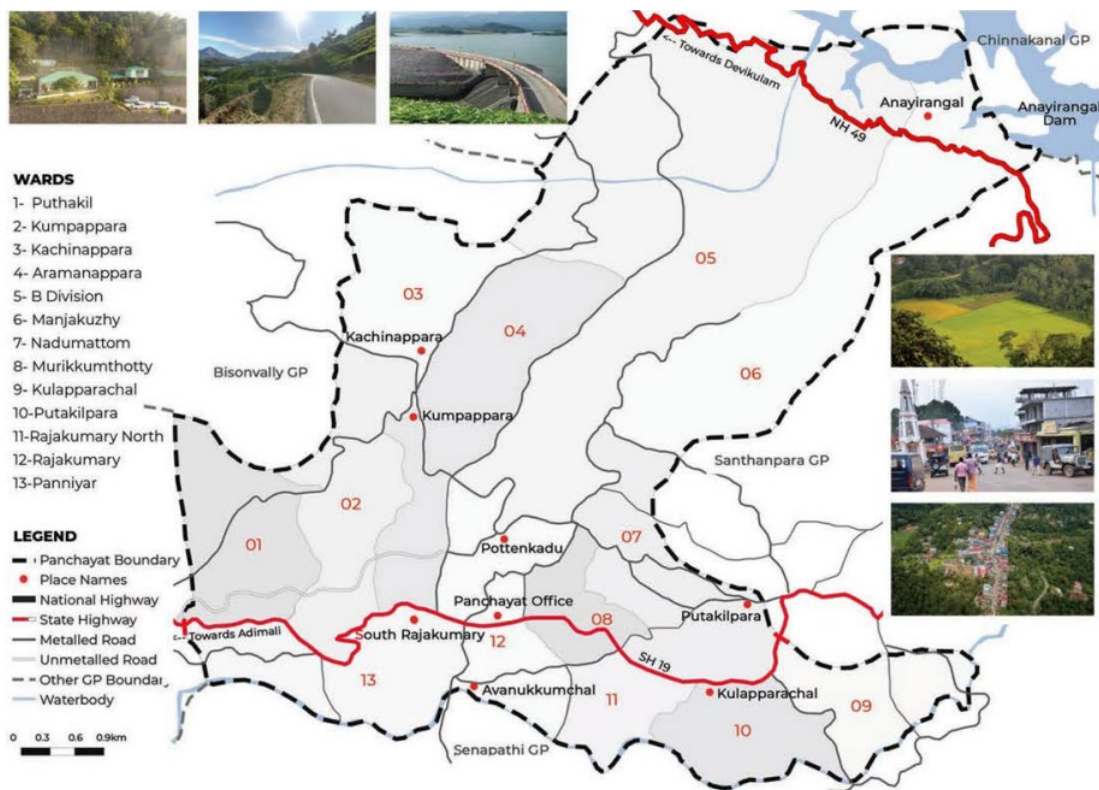 <-- Towards Devikulam
Chinnakanal GP
Anayirangal
Anayirangal
Dam
NH 49
WARDS
1- Puthakil
2- Kumpappara
3- Kachinappara
4- Aramanappara
5- B Division
6- Manjakuzhy
7- Nadumattom
8- Murikkumthotty
9- Kulapparachal
10-Putakilpara
11-Rajakumary North
12-Rajakumary
13-Panniyar
LEGEND
Panchayat Boundary
Place Names
National Highway
State Highway
Metalled Road
Unmetalled Road
Other GP Boundar
Waterbody
0 0.3 0.6 0.9km
05
03
04
Kachinappara
Bisonvally GP
06
Kumpappara
Santhanpara GP
02
01
07
Pottenkadu
Panchayat Office
Putakilpara
08
South Rajakumary
12
<-- Towards Adimali
SH 19
13
Avanukkumchal
11
Kulapparachal
09
10
Senapathi GP